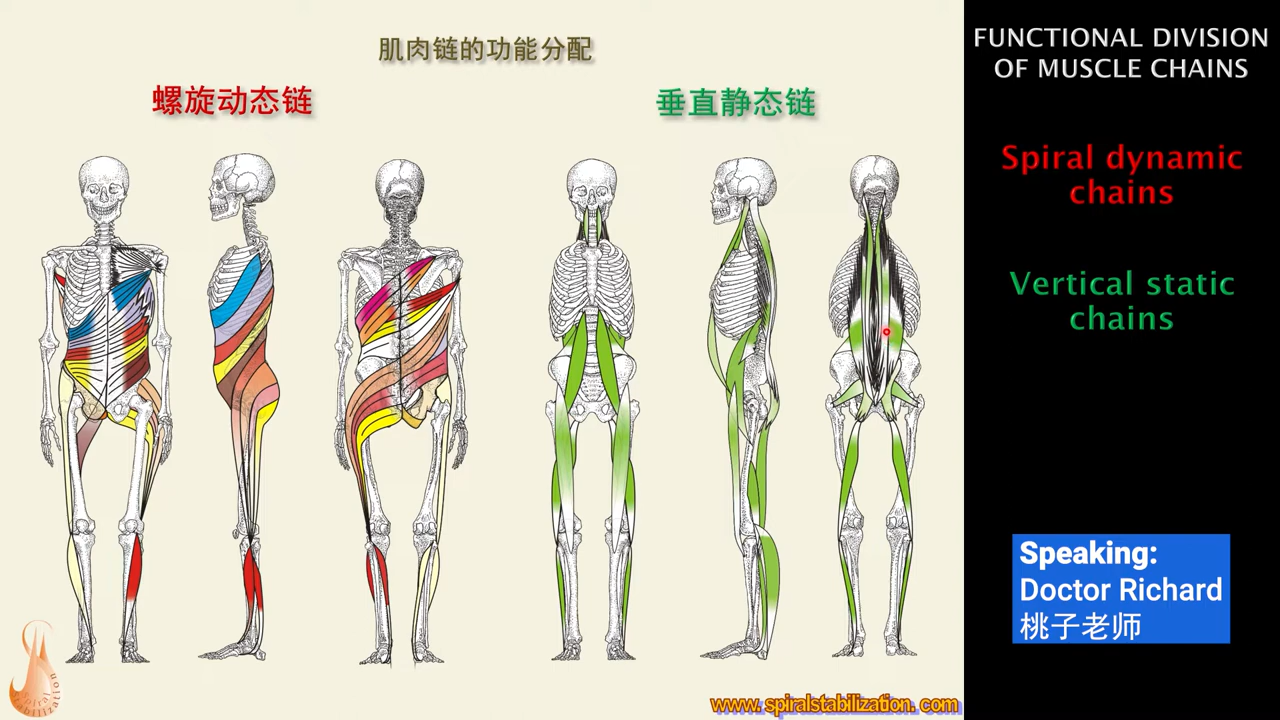 肌肉链的功能分配
螺旋动态链
垂直静态链
FUNCTIONAL DIVISION
OF MUSCLE CHAINS
Spiral dynamic
chains
Vertical static
chains
Speaking:
Doctor Richard
桃子老师
spiral stabilization
www.spiralstabilization.com